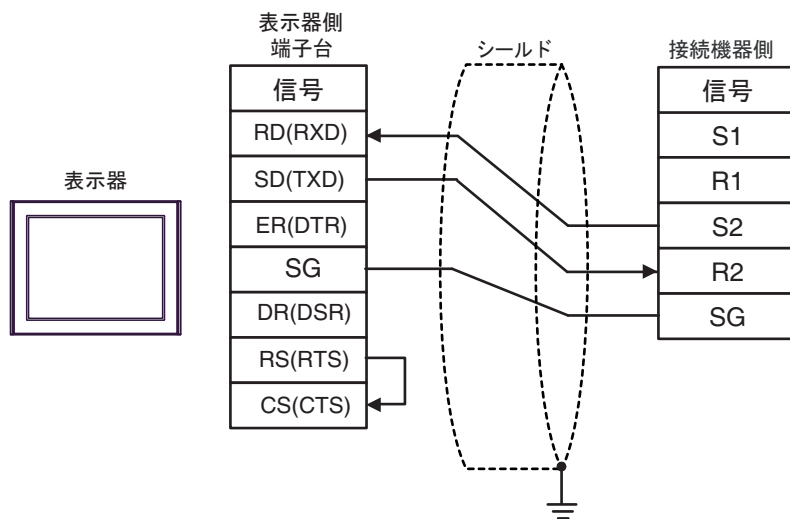 表示器側
端子台
信号
RD(RXD)
SD(TXD)
ER(DTR)
SG
DR(DSR)
RS(RTS)
CS(CTS)
表示器
シールド
接続機器側
信号
S1
R1
S2
R2
SG